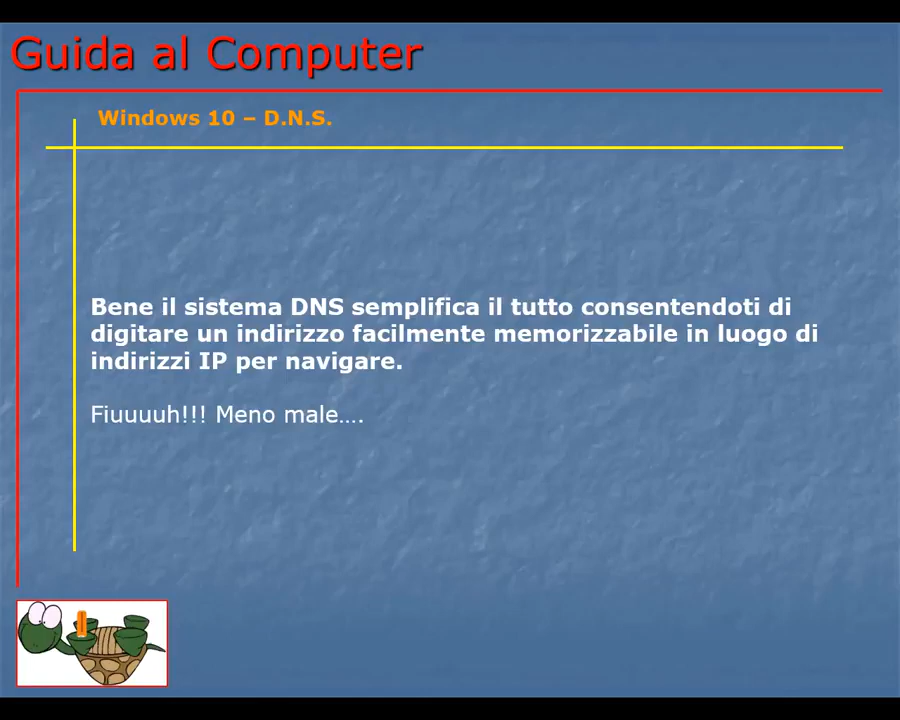 Guida al Computer
Windows 10 – D.N.S.
Bene il sistema DNS semplifica il tutto consentendoti di
digitare un indirizzo facilmente memorizzabile in luogo di
indirizzi IP per navigare.
Fiuuuuh!!! Meno male….